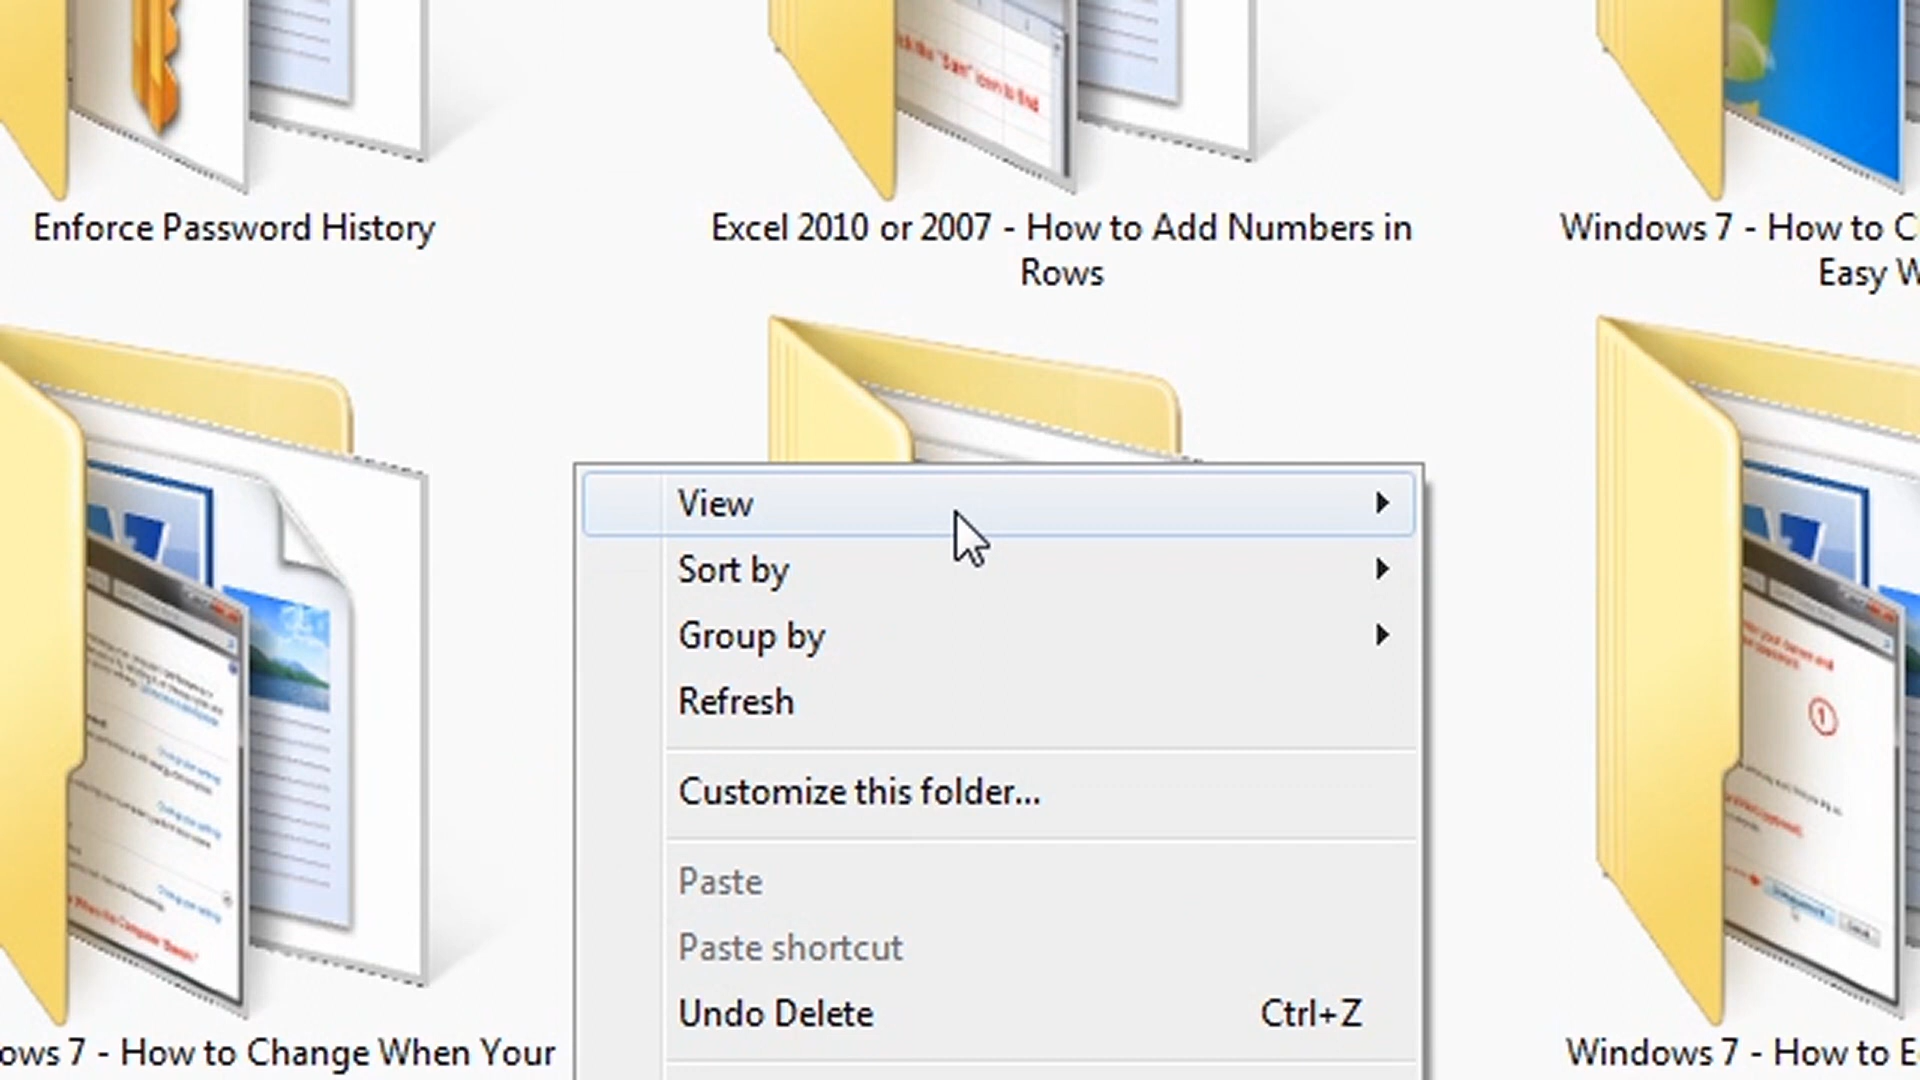 Enforce Password History
Excel 2010 or 2007 - How to Add Numbers in
Rows
Windows 7 - How to C
Easy W
View
Sort by
Group by
Refresh
Customize this folder...
Paste
Paste shortcut
Undo Delete Ctrl+Z
ows 7 - How to Change When Your
Windows 7 - How to E